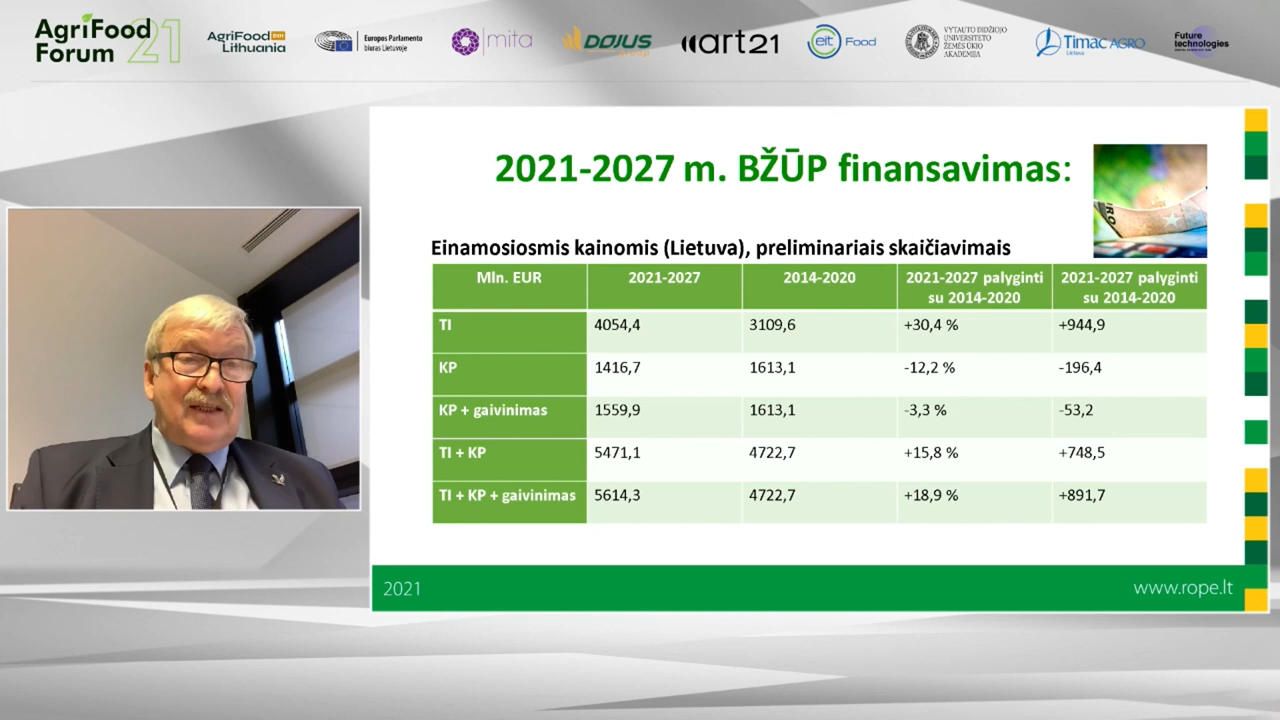 AgriFood
Forum 21
AgriFood
Lithuania
Europos Parlamento
biuras Lietuvoje
mita
DOJUS
art21
eit Food
VYTAUTO DIDŽIOJO
UNIVERSITETO
ŽEMĖS ŪKIO
AKADEMIJA
TIMAC AGRO
Lietuva
Future
technologies
2021-2027 m. BŽŪP finansavimas:
Einamosiosmis kainomis (Lietuva), preliminariais skaičiavimais
Mln. EUR 2021-2027 2014-2020 2021-2027 palyginti su 2014-2020 2021-2027 palyginti su 2014-2020
TI 4054,4 3109,6 +30,4 % +944,9
KP 1416,7 1613,1 -12,2 % -196,4
KP + gaivinimas 1559,9 1613,1 -3,3 % -53,2
TI + KP 5471,1 4722,7 +15,8 % +748,5
TI + KP + gaivinimas 5614,3 4722,7 +18,9 % +891,7
2021
www.rope.lt